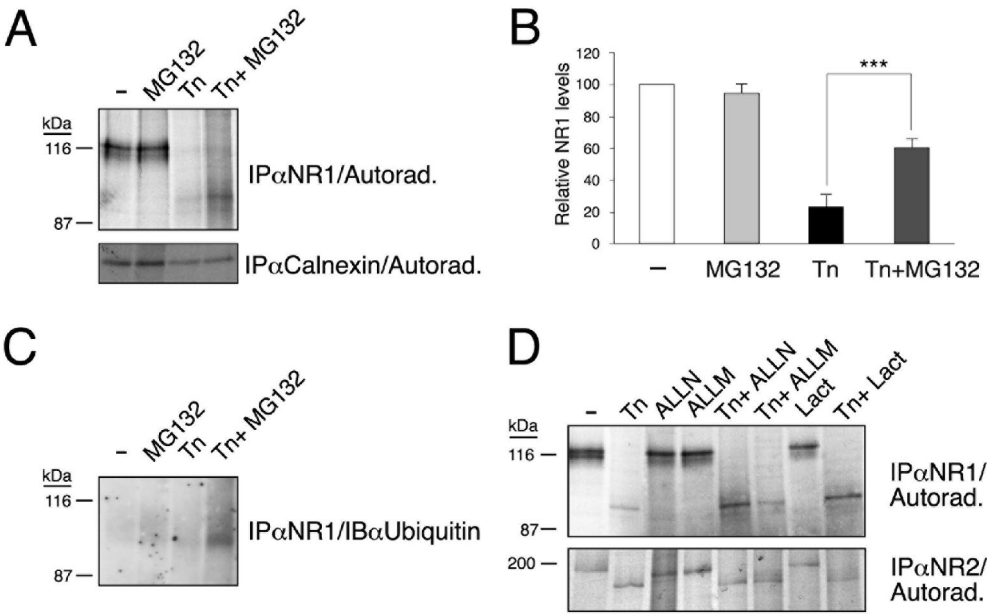 A
– MG132 Tn Tn+ MG132
kDa
116
IPαNR1/Autorad.
87
IPαCalnexin/Autorad.
B
Relative NR1 levels
120
100
80
60
40
20
0
***
– MG132 Tn Tn+MG132
C
– MG132 Tn Tn+ MG132
kDa
116
IPαNR1/IBαUbiquitin
87
D
– Tn ALLN ALLM Tn+ ALLN Tn+ ALLM Lact Tn+ Lact
kDa
116
IPαNR1/
Autorad.
87
200
IPαNR2/
Autorad.